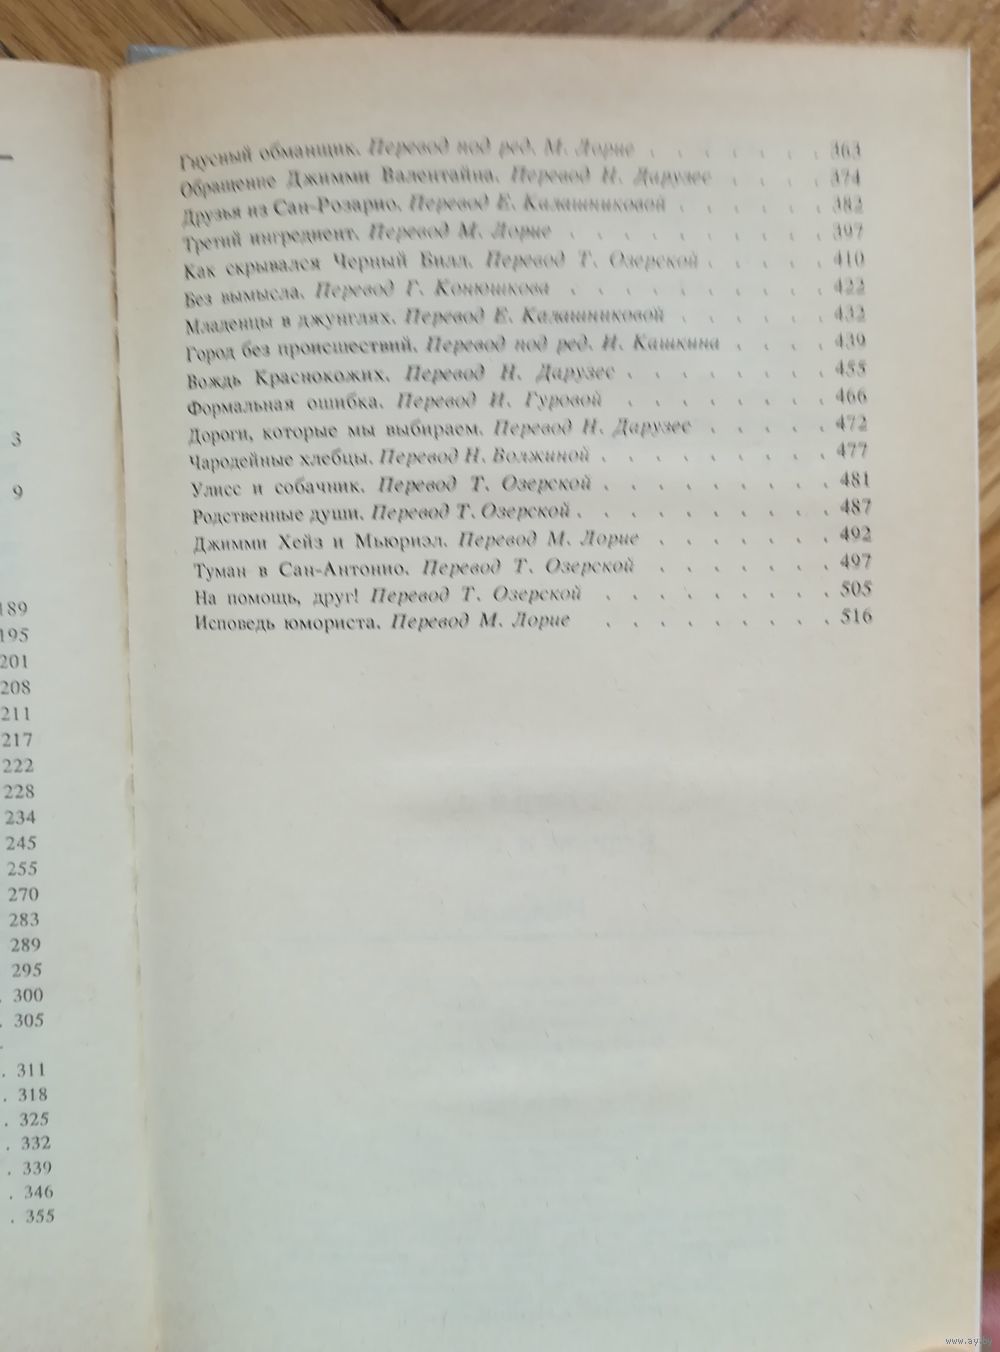 3
9
189
195
201
208
211
217
222
228
234
245
255
270
283
289
295
. 300
. 305
. 311
. 318
. 325
. 332
. 339
. 346
. 355
Гнусный обманщик. Перевод под ред. М. Лорие . . . . . . . 363
Обращение Джимми Валентайна. Перевод Н. Дарузес . . . . 374
Друзья из Сан-Розарио. Перевод Е. Калашниковой . . . . . . 382
Третий ингредиент. Перевод М. Лорие . . . . . . . . . . 397
Как скрывался Черный Билл. Перевод Т. Озерской . . . . . 410
Без вымысла. Перевод Г. Конюшкова . . . . . . . . . . 422
Младенцы в джунглях. Перевод Е. Калашниковой . . . . . . 432
Город без происшествий. Перевод под ред. И. Кашкина . . . . 439
Вождь Краснокожих. Перевод Н. Дарузес . . . . . . . . 455
Формальная ошибка. Перевод И. Гуровой . . . . . . . . 466
Дороги, которые мы выбираем. Перевод Н. Дарузес . . . . . 472
Чародейные хлебцы. Перевод Н. Волжиной . . . . . . . . . 477
Улисс и собачник. Перевод Т. Озерской . . . . . . . . . 481
Родственные души. Перевод Т. Озерской . . . . . . . . . . 487
Джимми Хейз и Мьюриэл. Перевод М. Лорие . . . . . . . 492
Туман в Сан-Антонио. Перевод Т. Озерской . . . . . . . 497
На помощь, друг! Перевод Т. Озерской . . . . . . . . . 505
Исповедь юмориста. Перевод М. Лорие . . . . . . . . . 516
www.ay.by